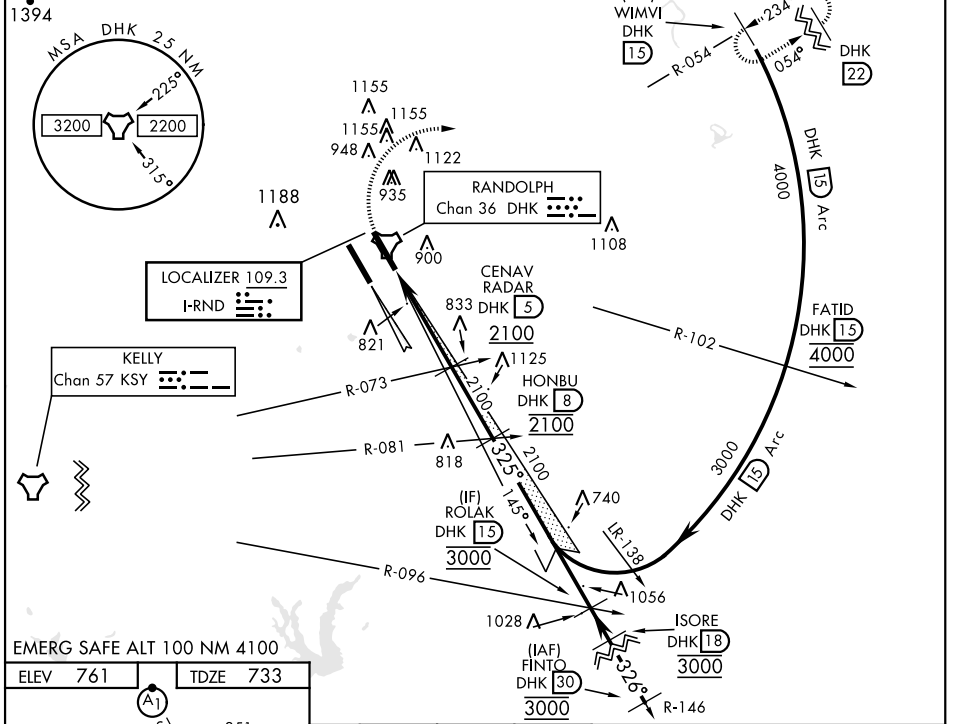 1394
MSA DHK 25 NM
225°
3200
2200
315°
WIMVI
DHK
15
R-054
234
054°
DHK
22
1155
1155
1155
948
1122
935
1188
RANDOLPH
Chan 36 DHK
1108
900
DHK 15 Arc
4000
LOCALIZER 109.3
I-RND
CENAV
RADAR
DHK 5
2100
833
821
R-102
FATID
DHK 15
4000
KELLY
Chan 57 KSY
R-073
1125
2100
HONBU
DHK 8
2100
R-081
818
325°
2100
3000
DHK 15 Arc
145°
740
(IF)
ROLAK
DHK 15
3000
LR-138
R-096
1056
1028
ISORE
DHK 18
3000
(IAF)
FINTO
DHK 30
3000
326°
R-146
EMERG SAFE ALT 100 NM 4100
ELEV 761
TDZE 733
A1